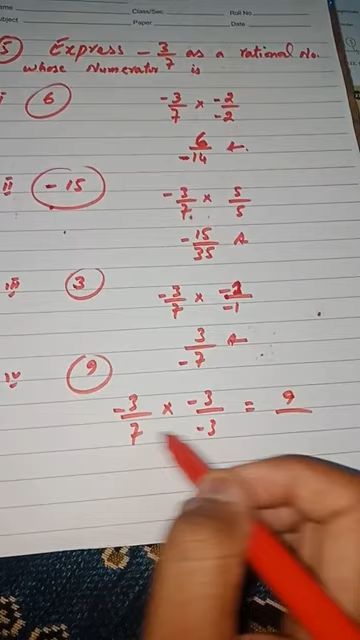 Name
Class/Sec.
Roll No
Subject
Paper
Date
5 Express -3/7 as a rational No.
whose Numerator is
i 6 -3/7 × -2/-2
6/-14 A
ii -15 -3/7 × 5/5
-15/35 A
iii 3 -3/7 × -1/-1
3/-7 A
iv 9
-3/7 × -3/-3 = 9